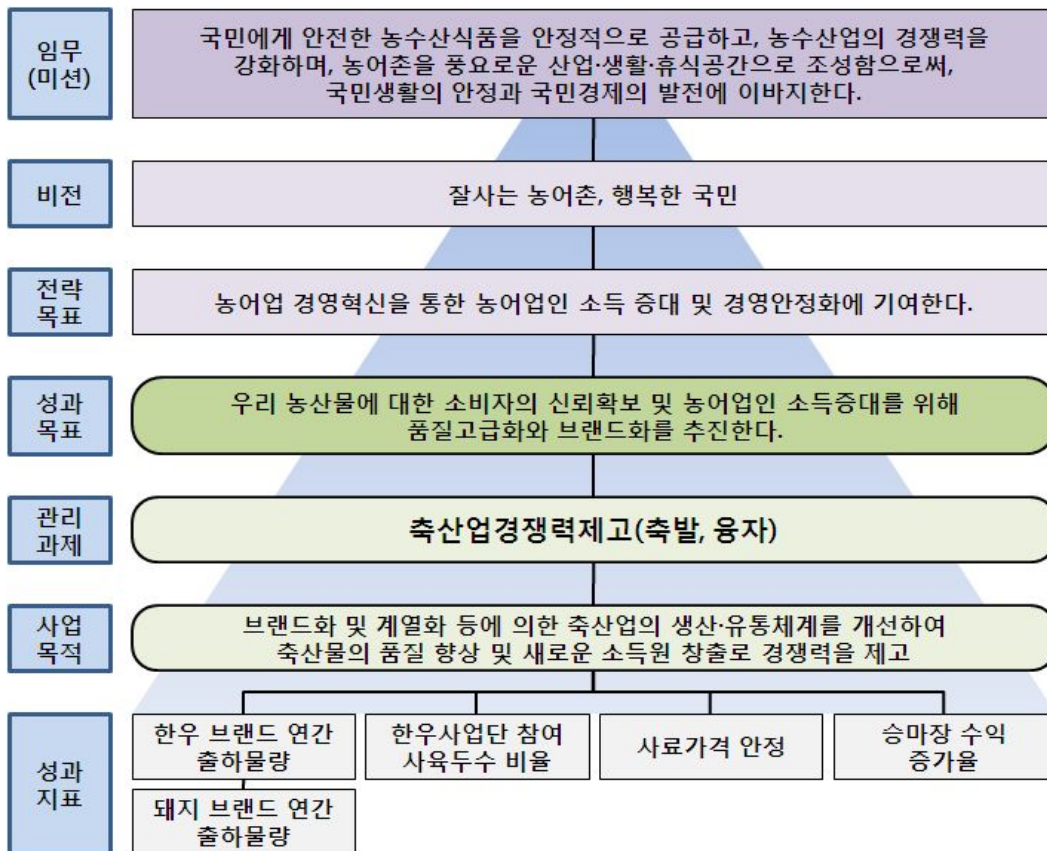 임무
(미션)
국민에게 안전한 농수산식품을 안정적으로 공급하고, 농수산업의 경쟁력을
강화하며, 농어촌을 풍요로운 산업·생활·휴식공간으로 조성함으로써,
국민생활의 안정과 국민경제의 발전에 이바지한다.
비전
잘사는 농어촌, 행복한 국민
전략
목표
농어업 경영혁신을 통한 농어업인 소득 증대 및 경영안정화에 기여한다.
성과
목표
우리 농산물에 대한 소비자의 신뢰확보 및 농어업인 소득증대를 위해
품질고급화와 브랜드화를 추진한다.
관리
과제
축산업경쟁력제고(축발, 융자)
사업
목적
브랜드화 및 계열화 등에 의한 축산업의 생산·유통체계를 개선하여
축산물의 품질 향상 및 새로운 소득원 창출로 경쟁력을 제고
성과
지표
한우 브랜드 연간
출하물량
한우사업단 참여
사육두수 비율
사료가격 안정
승마장 수익
증가율
돼지 브랜드 연간
출하물량